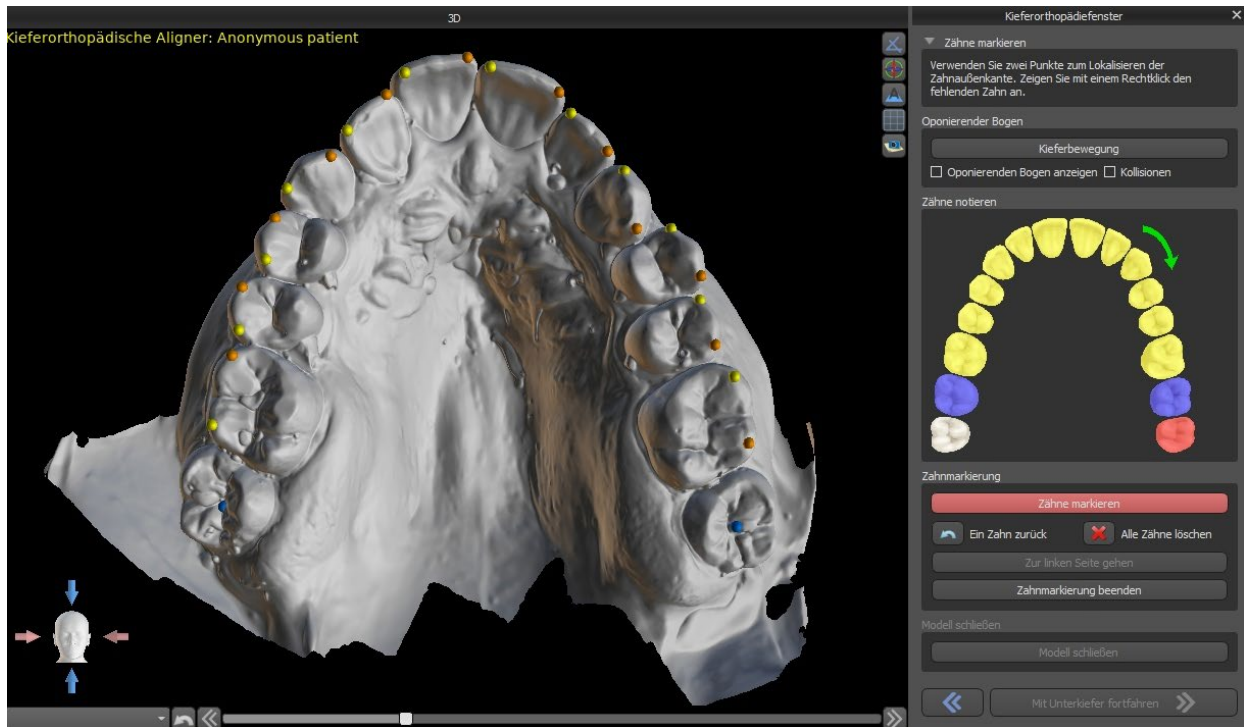 3D
Kieferorthopädiefenster
Kieferorthopädische Aligner: Anonymous patient
Zähne markieren
Verwenden Sie zwei Punkte zum Lokalisieren der
Zahnaußenkante. Zeigen Sie mit einem Rechtklick den
fehlenden Zahn an.
Oponierender Bogen
Kieferbewegung
Oponierenden Bogen anzeigen Kollisionen
Zähne notieren
Zahnmarkierung
Zähne markieren
Ein Zahn zurück Alle Zähne löschen
Zur linken Seite gehen
Zahnmarkierung beenden
Modell schließen
Modell schließen
Mit Unterkiefer fortfahren